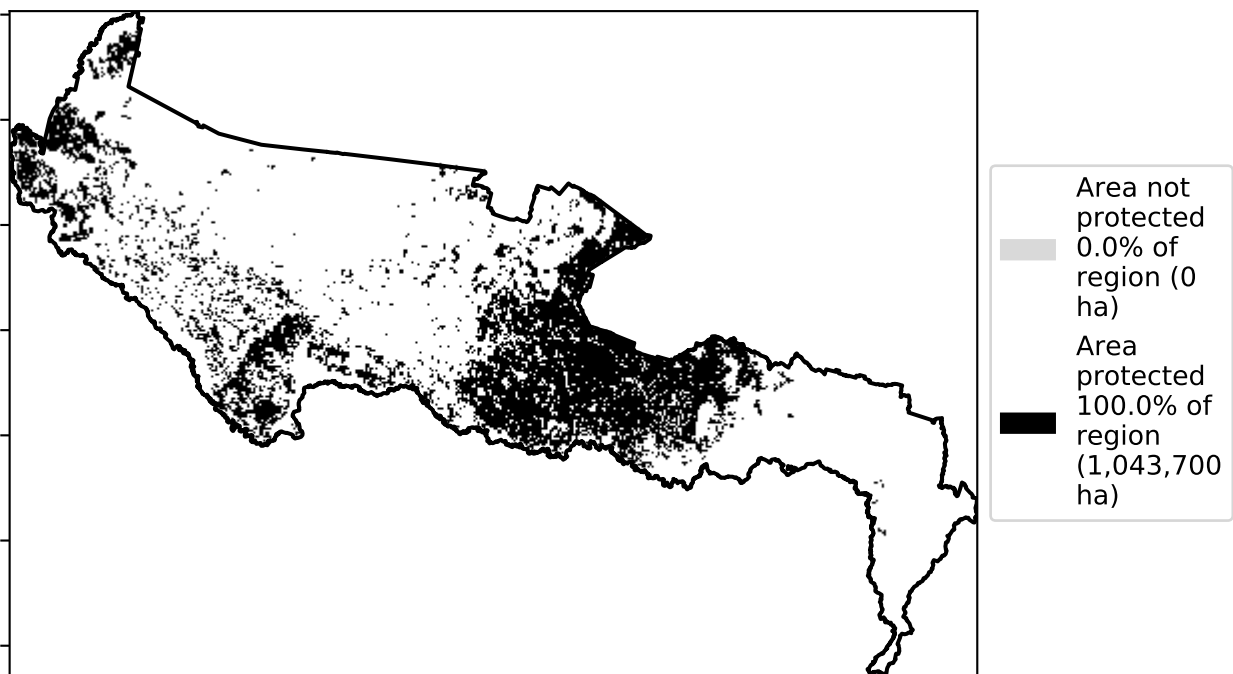 Area not
protected
0.0% of
region (0
ha)
Area
protected
100.0% of
region
(1,043,700
ha)